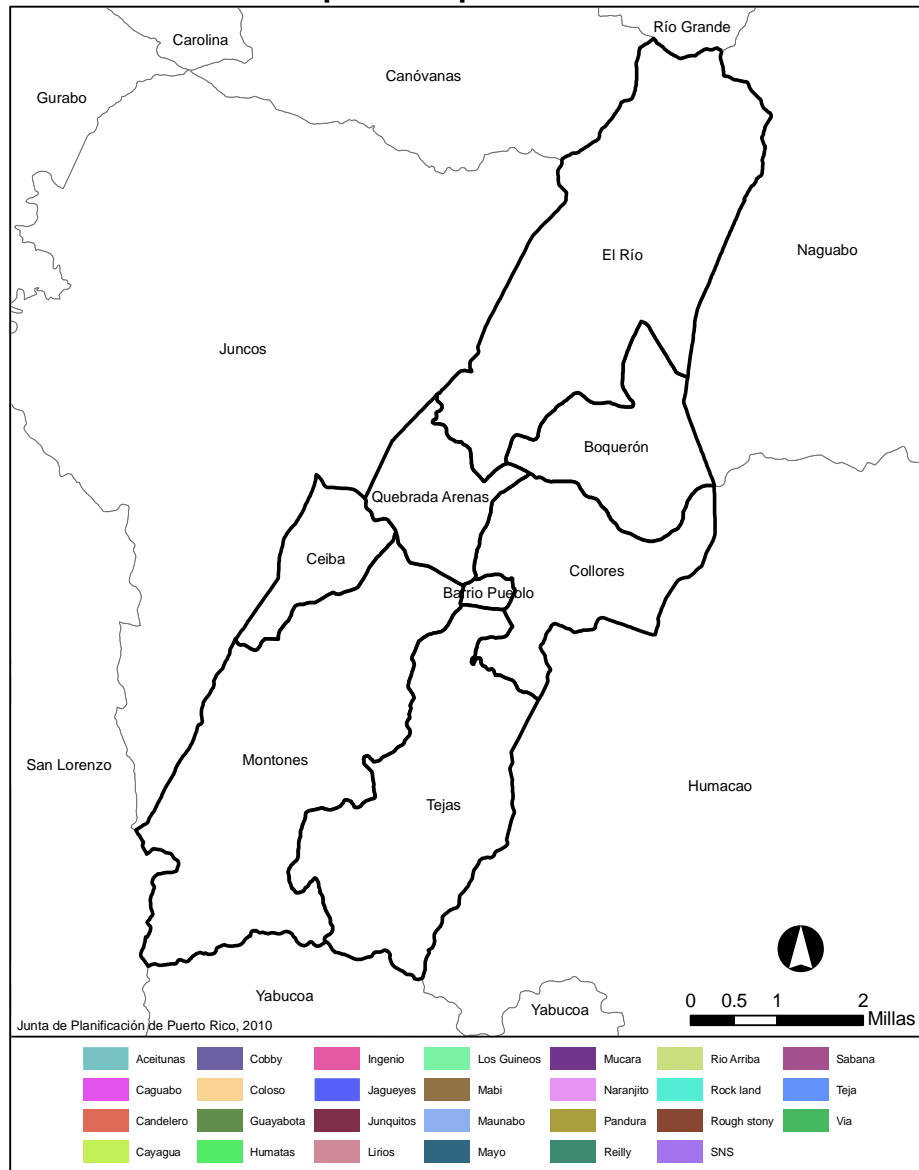 Río Grande
Carolina
Canóvanas
Gurabo
El Río
Naguabo
Juncos
Boquerón
Quebrada Arenas
Ceiba
Collores
Barrio Pueblo
Montones
San Lorenzo
Humacao
Tejas
Yabucoa
Yabucoa
0 0.5 1 2
Millas
Junta de Planificación de Puerto Rico, 2010
Aceitunas Cobby Ingenio Los Guineos Mucara Rio Arriba Sabana
Caguabo Coloso Jagueyes Mabi Naranjito Rock land Teja
Candelero Guayabota Junquitos Maunabo Pandura Rough stony Via
Cayagua Humatas Lirios Mayo Reilly SNS